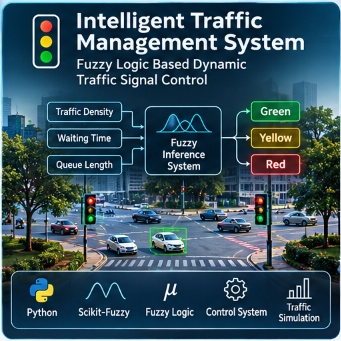 Intelligent Traffic
Management System
Fuzzy Logic Based Dynamic
Traffic Signal Control
Traffic Density
Waiting Time
Queue Length
Fuzzy
Inference
System
Green
Yellow
Red
Python
Scikit-Fuzzy
μ
Fuzzy Logic
Control System
Traffic
Simulation